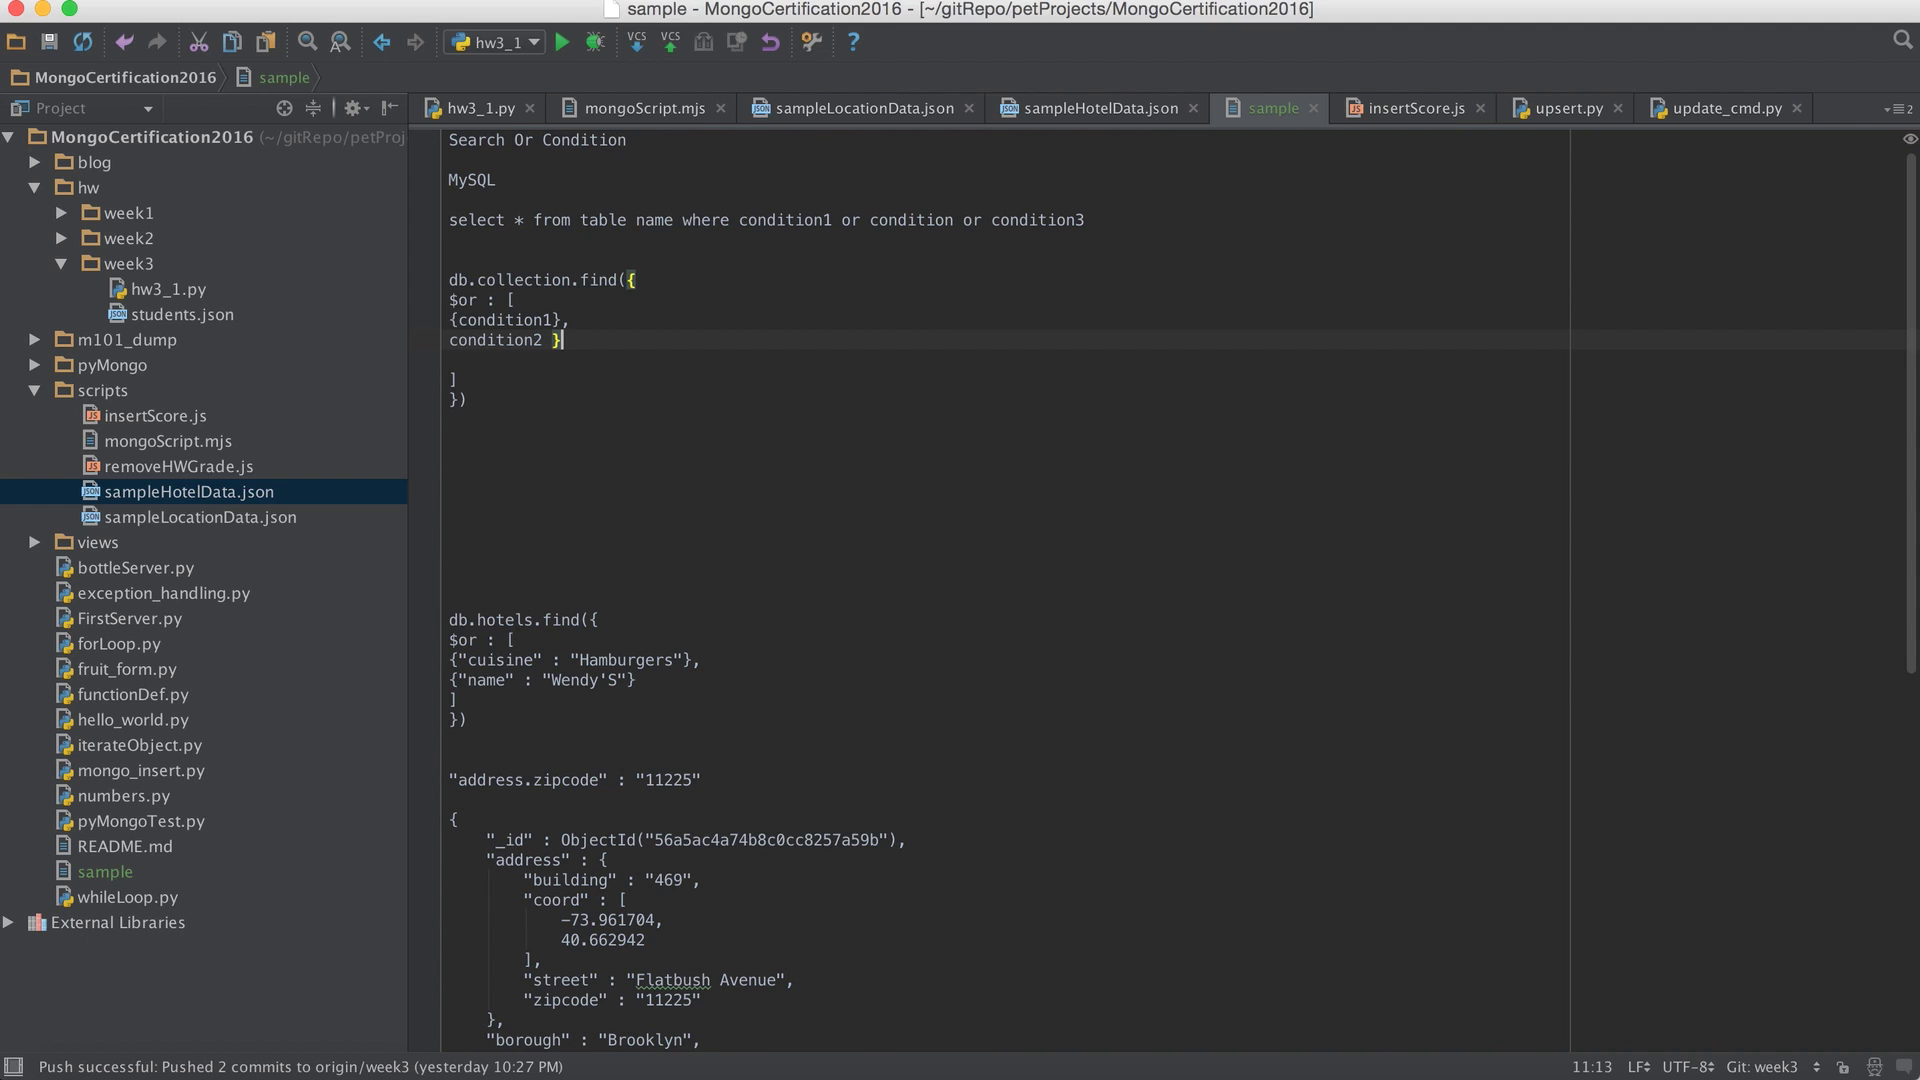 sample - MongoCertification2016 - [~/gitRepo/petProjects/MongoCertification2016]
hw3_1
VCS
VCS
?
MongoCertification2016
sample
Project
hw3_1.py
mongoScript.mjs
sampleLocationData.json
sampleHotelData.json
sample
insertScore.js
upsert.py
update_cmd.py
2
MongoCertification2016 (~/gitRepo/petProj
blog
hw
week1
week2
week3
hw3_1.py
students.json
m101_dump
pyMongo
scripts
insertScore.js
mongoScript.mjs
removeHWGrade.js
sampleHotelData.json
sampleLocationData.json
views
bottleServer.py
exception_handling.py
FirstServer.py
forLoop.py
fruit_form.py
functionDef.py
hello_world.py
iterateObject.py
mongo_insert.py
numbers.py
pyMongoTest.py
README.md
sample
whileLoop.py
External Libraries
Search Or Condition
MySQL
select * from table name where condition1 or condition or condition3
db.collection.find({
$or : [
{condition1},
condition2 }
]
})
db.hotels.find({
$or : [
{"cuisine" : "Hamburgers"},
{"name" : "Wendy'S"}
]
})
"address.zipcode" : "11225"
{
"_id" : ObjectId("56a5ac4a74b8c0cc8257a59b"),
"address" : {
"building" : "469",
"coord" : [
-73.961704,
40.662942
],
"street" : "Flatbush Avenue",
"zipcode" : "11225"
},
"borough" : "Brooklyn",
Push successful: Pushed 2 commits to origin/week3 (yesterday 10:27 PM)
11:13 LF UTF-8 Git: week3